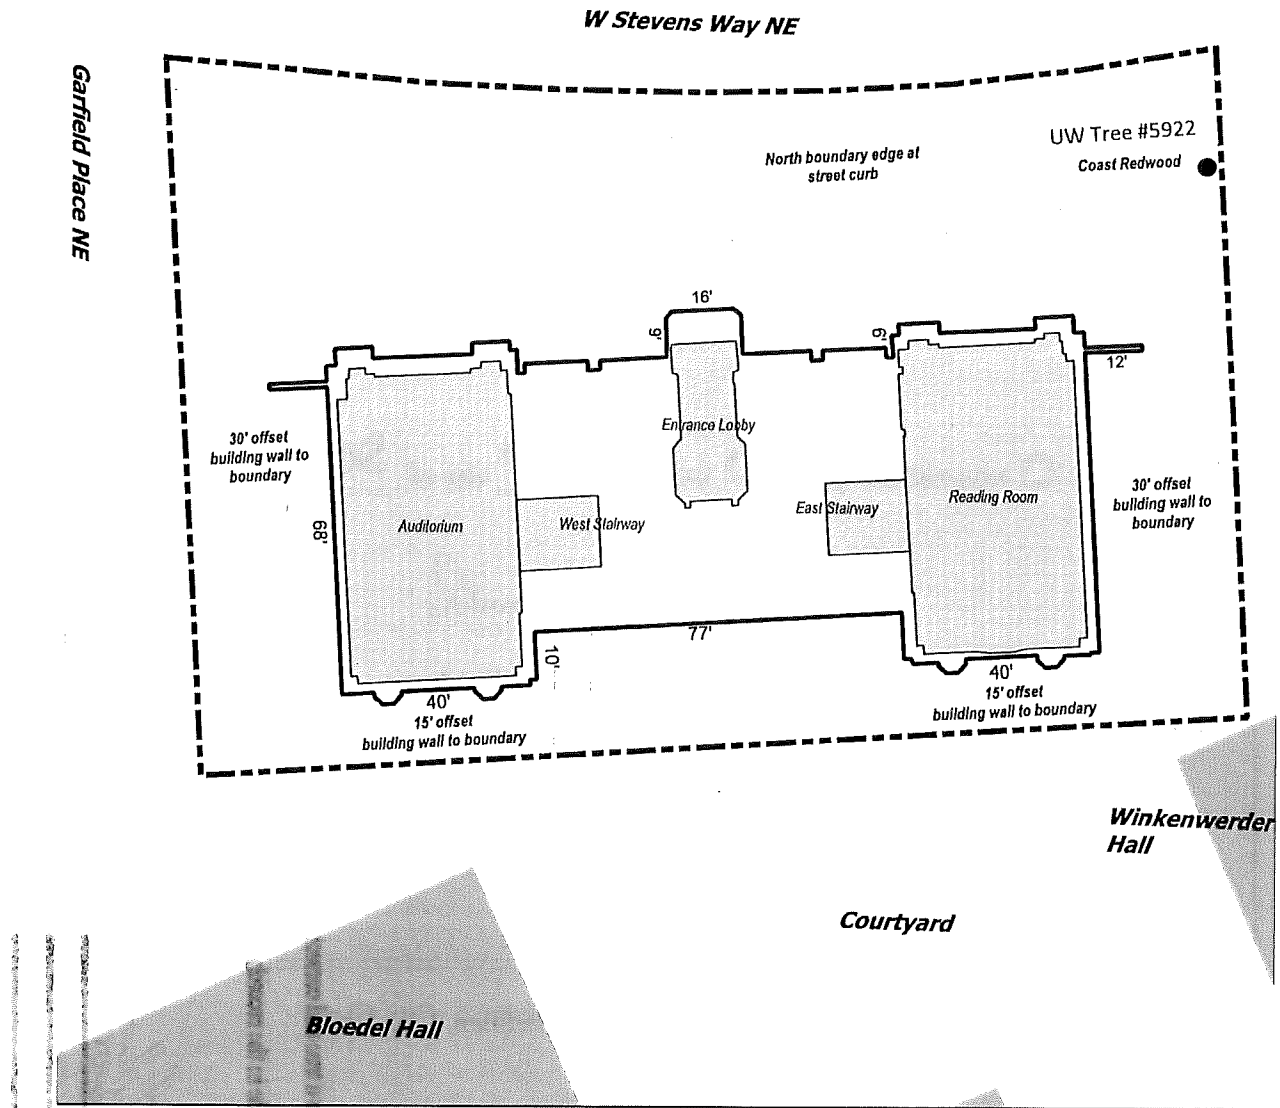 W Stevens Way NE
Garfield Place NE
UW Tree #5922
Coast Redwood
North boundary edge at
street curb
16'
9'
9'
12'
Entrance Lobby
30' offset
building wall to
boundary
68'
Auditorium
West Stairway
East Stairway
Reading Room
30' offset
building wall to
boundary
77'
10'
40'
15' offset
building wall to boundary
40'
15' offset
building wall to boundary
Winkenwerder
Hall
Courtyard
Bloedel Hall